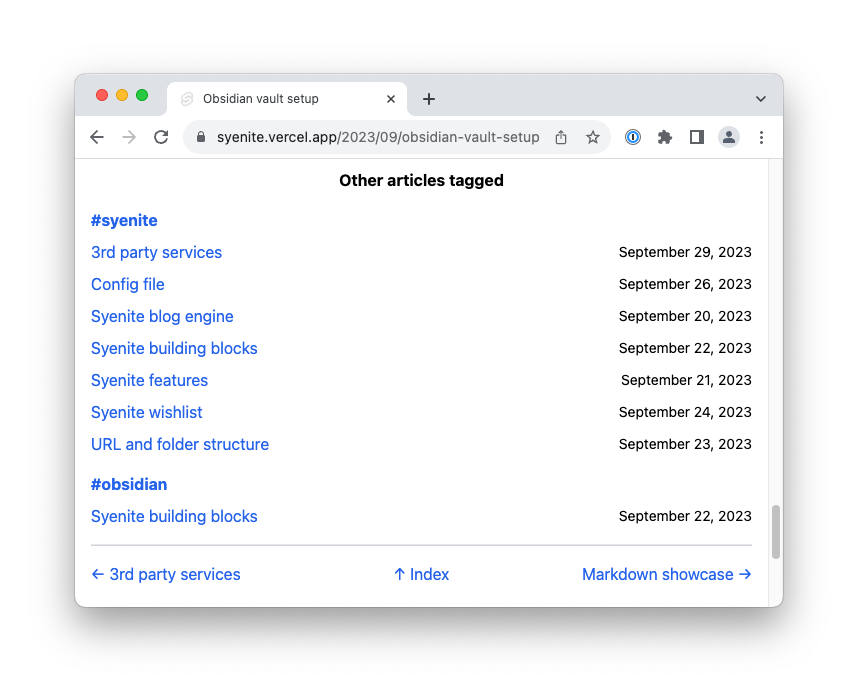 Obsidian vault setup
syenite.vercel.app/2023/09/obsidian-vault-setup
Other articles tagged
#syenite
3rd party services September 29, 2023
Config file September 26, 2023
Syenite blog engine September 20, 2023
Syenite building blocks September 22, 2023
Syenite features September 21, 2023
Syenite wishlist September 24, 2023
URL and folder structure September 23, 2023
#obsidian
Syenite building blocks September 22, 2023
← 3rd party services ↑ Index Markdown showcase →